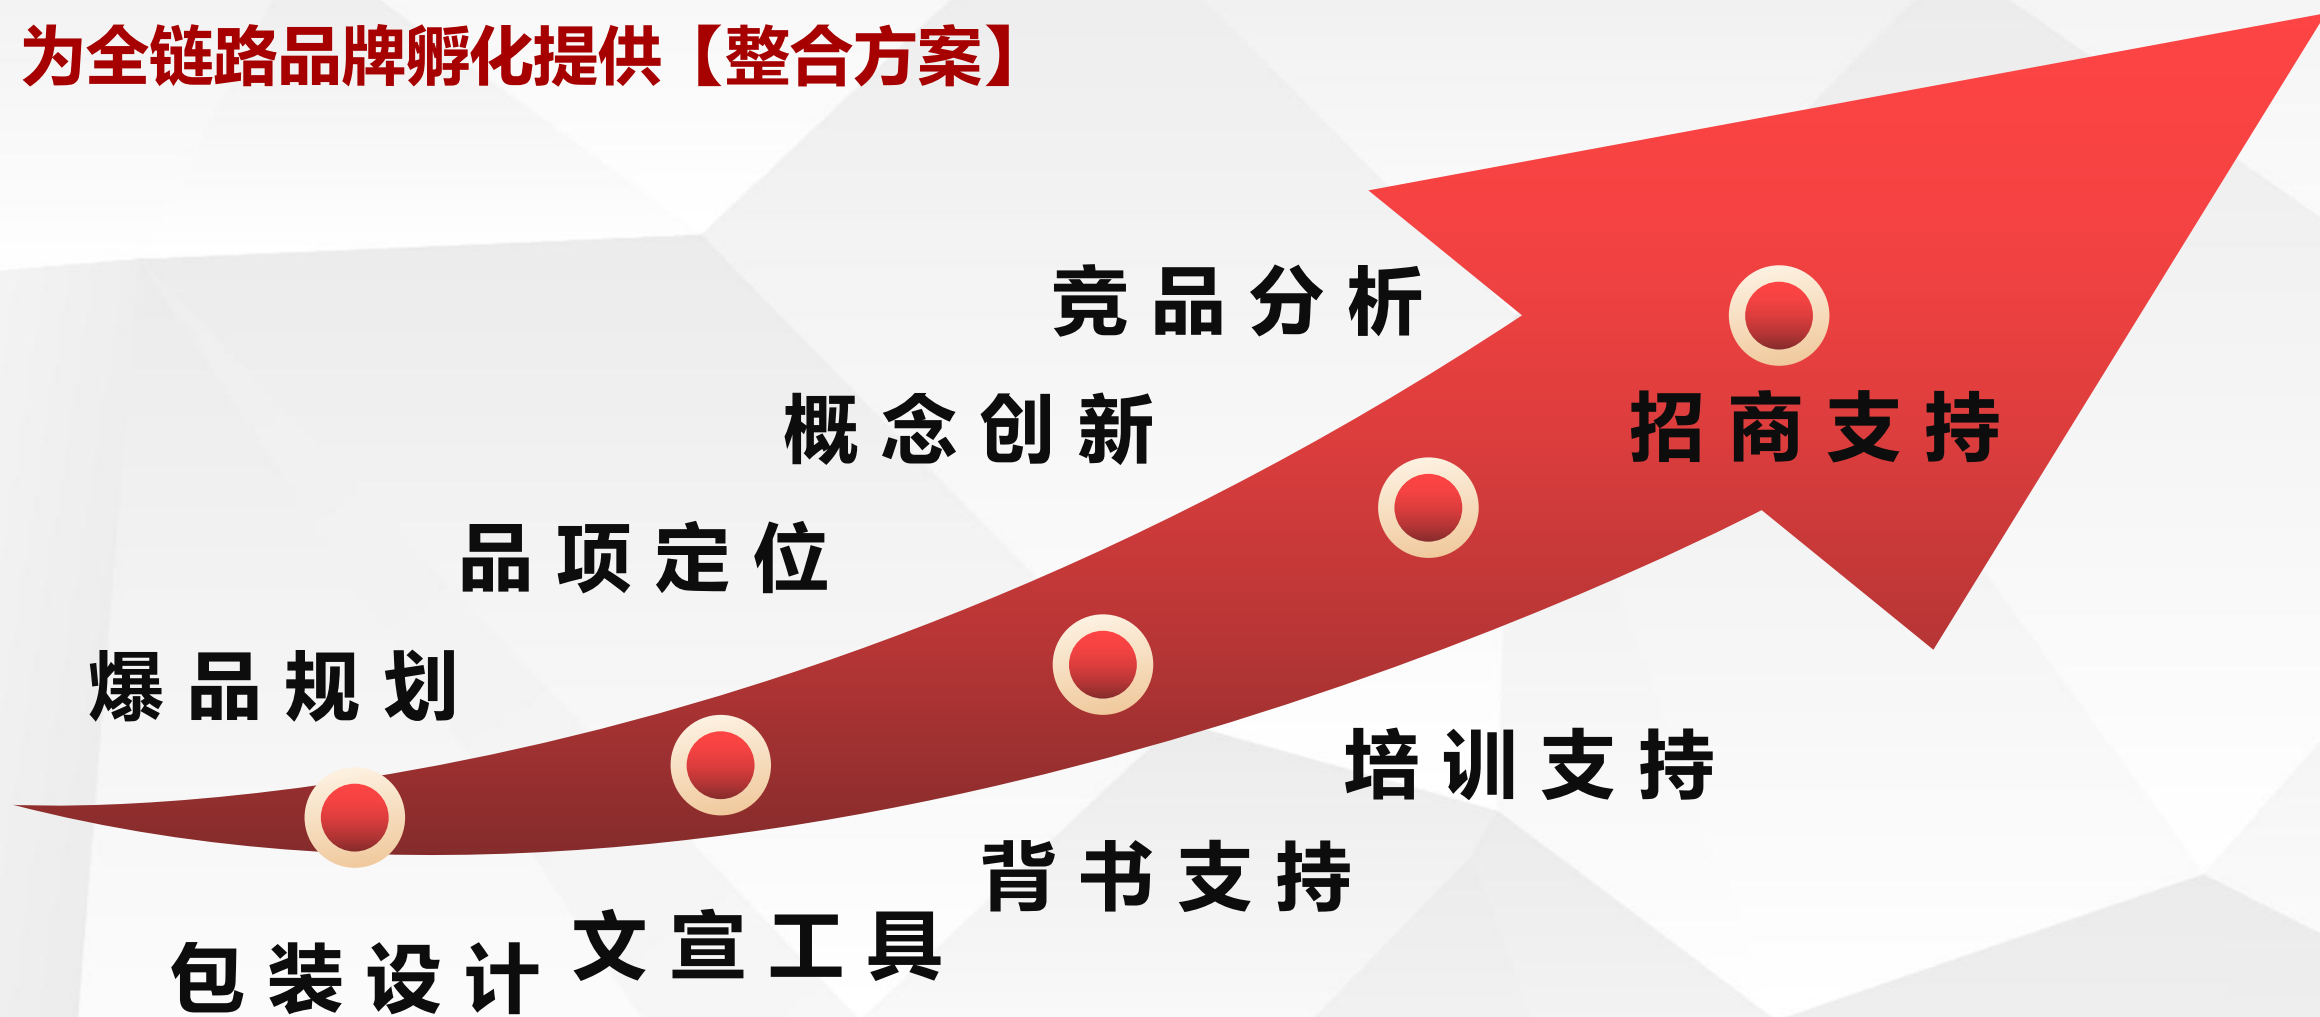 为全链路品牌孵化提供【整合方案】
竞品分析
概念创新
招商支持
品项定位
爆品规划
培训支持
背书支持
文宣工具
包装设计